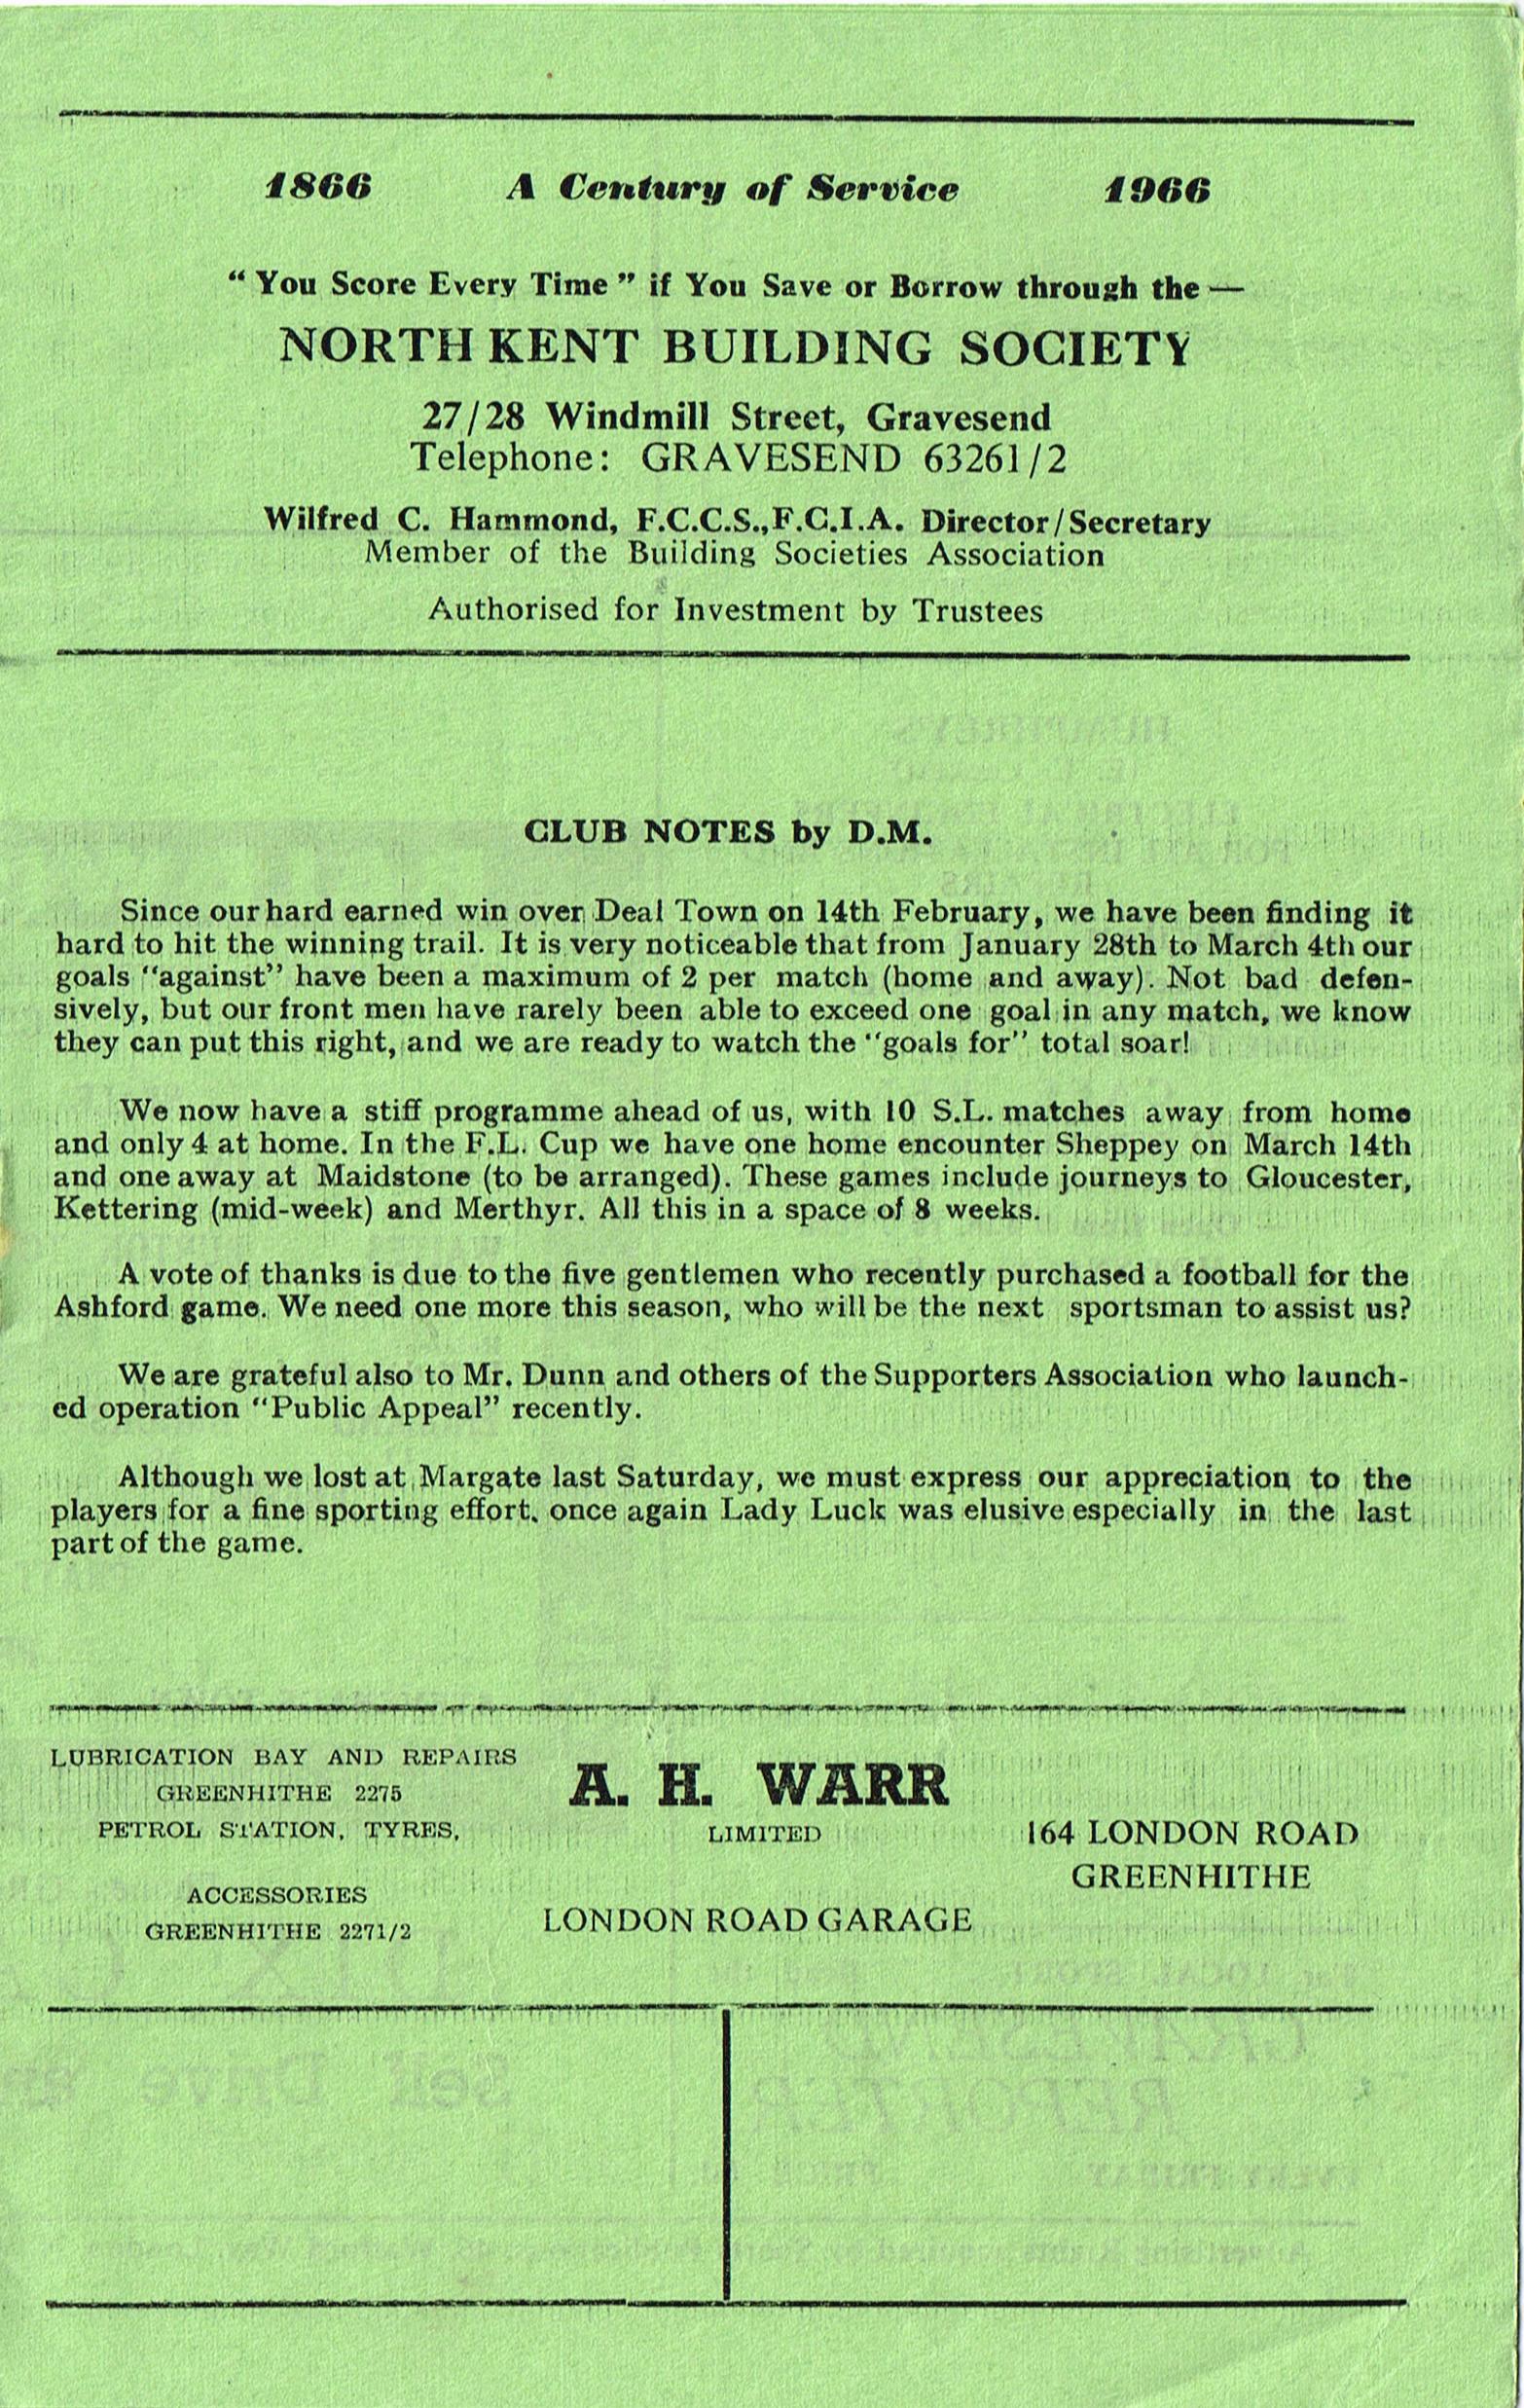 1866 A Century of Service 1966
“ You Score Every Time ” if You Save or Borrow through the —
NORTH KENT BUILDING SOCIETY
27/28 Windmill Street, Gravesend
Telephone: GRAVESEND 63261/2
Wilfred C. Hammond, F.C.C.S.,F.C.I.A. Director/Secretary
Member of the Building Societies Association
Authorised for Investment by Trustees
CLUB NOTES by D.M.
Since our hard earned win over Deal Town on 14th February, we have been finding it
hard to hit the winning trail. It is very noticeable that from January 28th to March 4th our
goals “against” have been a maximum of 2 per match (home and away). Not bad defen-
sively, but our front men have rarely been able to exceed one goal in any match, we know
they can put this right, and we are ready to watch the “goals for” total soar!
We now have a stiff programme ahead of us, with 10 S.L. matches away from home
and only 4 at home. In the F.L. Cup we have one home encounter Sheppey on March 14th
and one away at Maidstone (to be arranged). These games include journeys to Gloucester,
Kettering (mid-week) and Merthyr. All this in a space of 8 weeks.
A vote of thanks is due to the five gentlemen who recently purchased a football for the
Ashford game. We need one more this season, who will be the next sportsman to assist us?
We are grateful also to Mr. Dunn and others of the Supporters Association who launch-
ed operation “Public Appeal” recently.
Although we lost at Margate last Saturday, we must express our appreciation to the
players for a fine sporting effort. once again Lady Luck was elusive especially in the last
part of the game.
LUBRICATION BAY AND REPAIRS
GREENHITHE 2275
PETROL STATION, TYRES,
ACCESSORIES
GREENHITHE 2271/2
A. H. WARR
LIMITED
LONDON ROAD GARAGE
164 LONDON ROAD
GREENHITHE